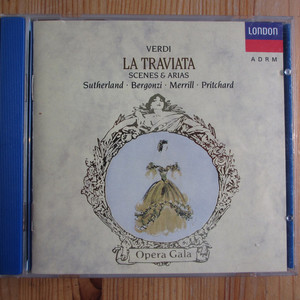 LONDON
ADRM
VERDI
LA TRAVIATA
SCENES & ARIAS
Sutherland · Bergonzi · Merrill · Pritchard
Opera Gala